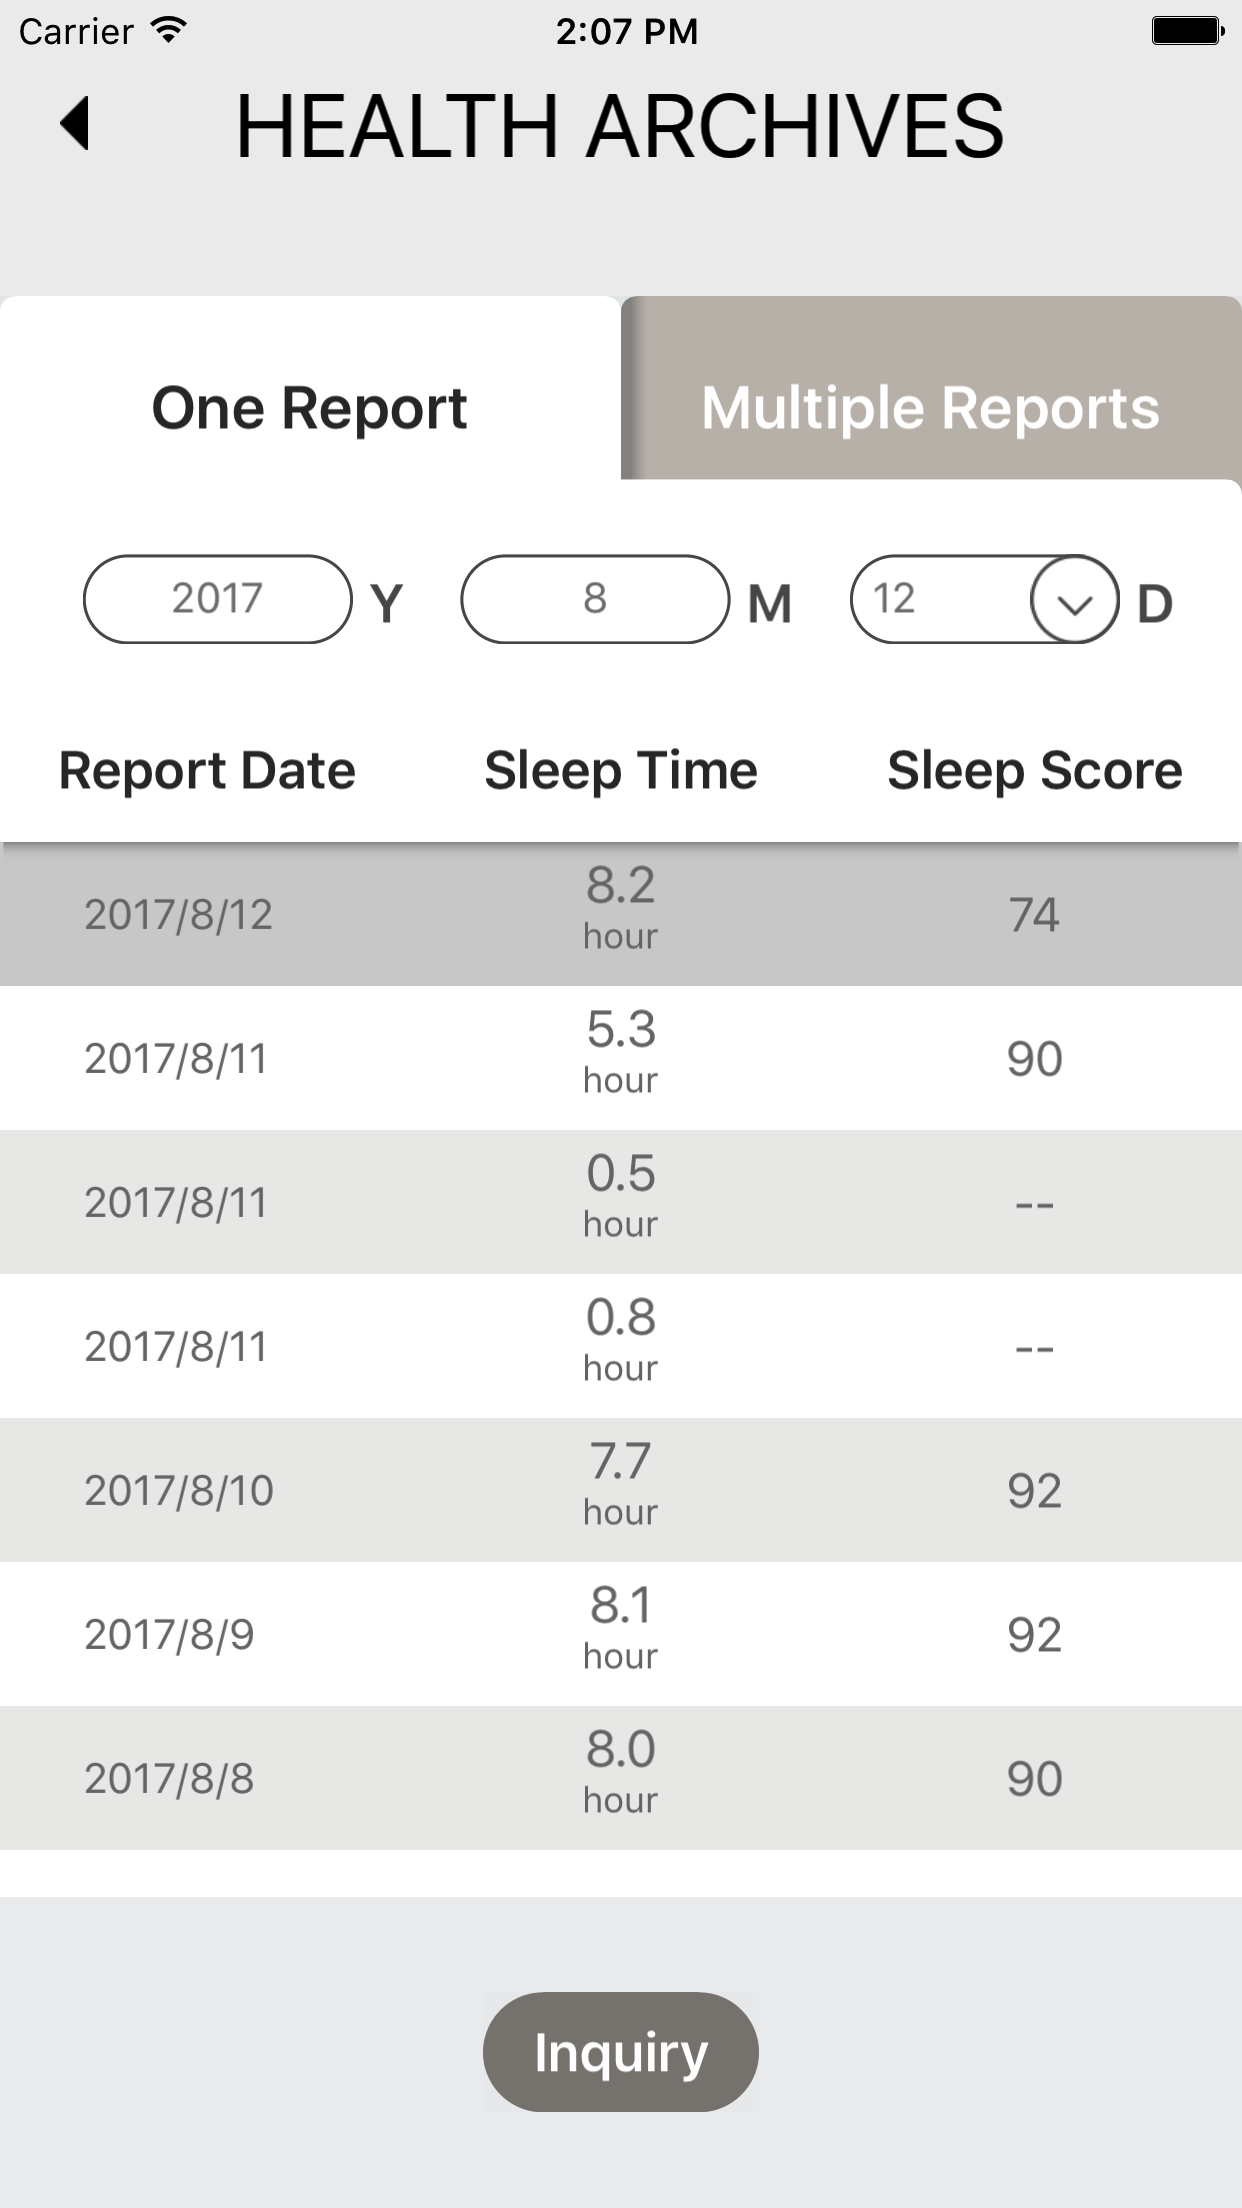 Carrier 2:07 PM
HEALTH ARCHIVES
One Report Multiple Reports
2017 Y 8 M 12 D
Report Date Sleep Time Sleep Score
2017/8/12 8.2 hour 74
2017/8/11 5.3 hour 90
2017/8/11 0.5 hour --
2017/8/11 0.8 hour --
2017/8/10 7.7 hour 92
2017/8/9 8.1 hour 92
2017/8/8 8.0 hour 90
Inquiry